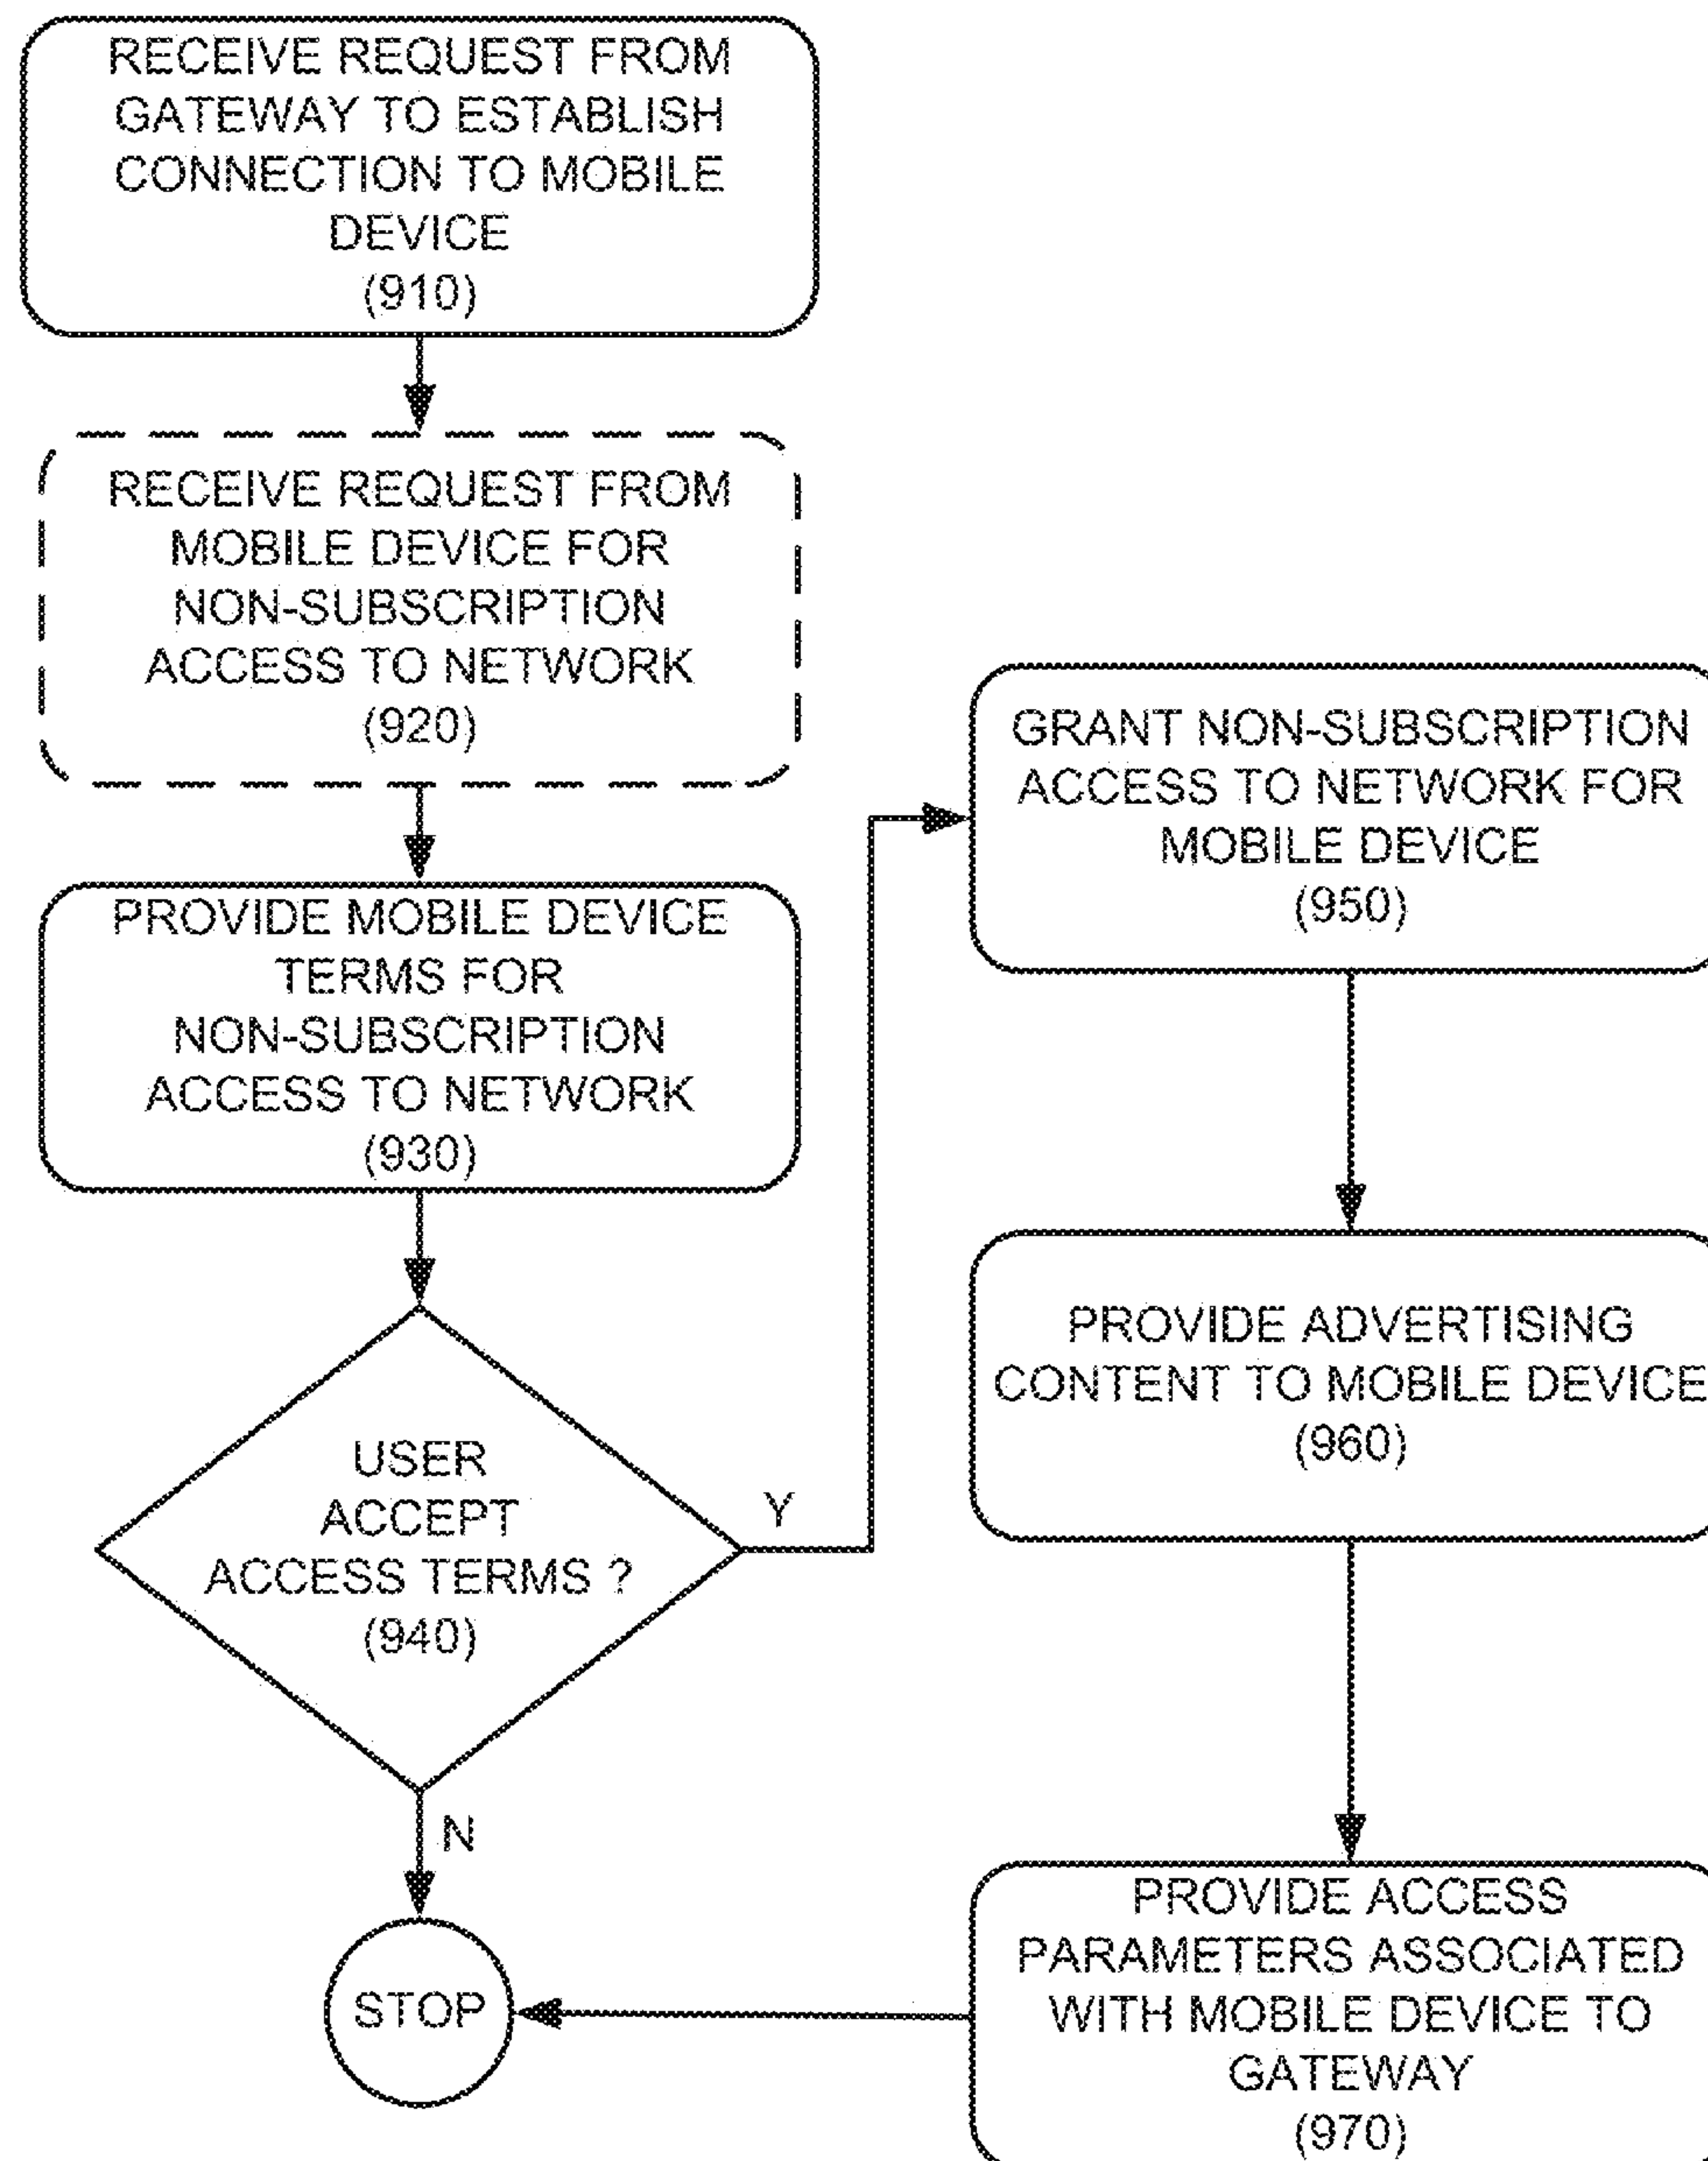 RECEIVE REQUEST FROM
GATEWAY TO ESTABLISH
CONNECTION TO MOBILE
DEVICE
(910)
RECEIVE REQUEST FROM
MOBILE DEVICE FOR
NON-SUBSCRIPTION
ACCESS TO NETWORK
(920)
PROVIDE MOBILE DEVICE
TERMS FOR
NON-SUBSCRIPTION
ACCESS TO NETWORK
(930)
USER
ACCEPT
ACCESS TERMS ?
(940)
Y
N
STOP
GRANT NON-SUBSCRIPTION
ACCESS TO NETWORK FOR
MOBILE DEVICE
(950)
PROVIDE ADVERTISING
CONTENT TO MOBILE DEVICE
(960)
PROVIDE ACCESS
PARAMETERS ASSOCIATED
WITH MOBILE DEVICE TO
GATEWAY
(970)